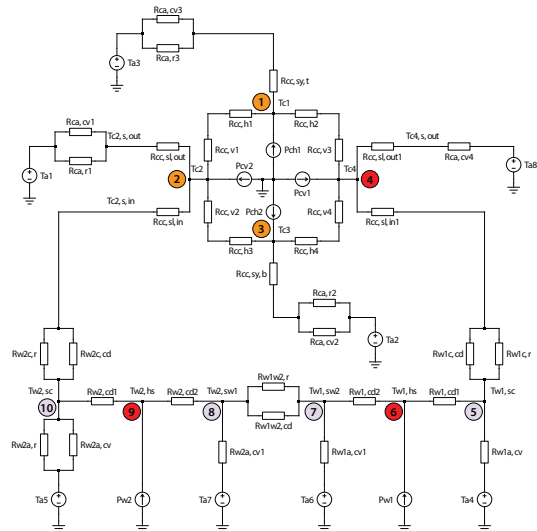 Rca, cv3
Rca, r3
Ta3
Rcc, sy, t
1
Tc1
Rcc, h1
Rcc, h2
Rca, cv1
Tc2, s, out
Rcc, sl, out
Rca, r1
Ta1
Rcc, v1
Pch1
Rcc, v3
Tc4, s, out
Rcc, sl, out1
Rca, cv4
Ta8
Tc2
Pcv2
Pcv1
Tc4
2
4
Tc2, s, in
Rcc, sl, in
Rcc, v2
Pch2
Rcc, v4
Rcc, sl, in1
3
Tc3
Rcc, h3
Rcc, h4
Rcc, sy, b
Rca, r2
Rca, cv2
Ta2
Rw2c, r
Rw2c, cd
Rw1c, cd
Rw1c, r
Tw2, sc
Rw2, cd1
Tw2, hs
Rw2, cd2
Tw2, sw1
Rw1w2, r
Tw1, sw2
Rw1, cd2
Tw1, hs
Rw1, cd1
Tw1, sc
10
9
8
7
6
5
Rw1w2, cd
Rw2a, r
Rw2a, cv
Rw2a, cv1
Rw1a, cv1
Rw1a, cv
Ta5
Pw2
Ta7
Ta6
Pw1
Ta4